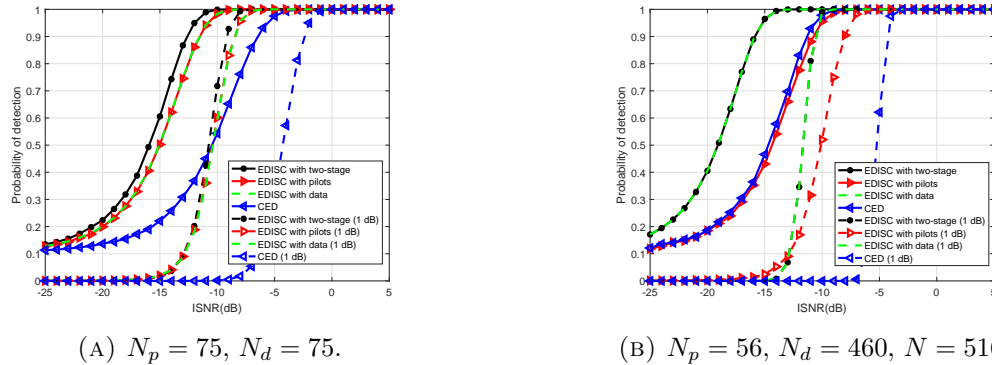 Probability of detection
1
0.9
0.8
0.7
0.6
0.5
0.4
0.3
0.2
0.1
0
-25 -20 -15 -10 -5 0 5
ISNR(dB)
EDISC with two-stage
EDISC with pilots
EDISC with data
CED
EDISC with two-stage (1 dB)
EDISC with pilots (1 dB)
EDISC with data (1 dB)
CED (1 dB)
(A) N_p = 75, N_d = 75.
Probability of detection
1
0.9
0.8
0.7
0.6
0.5
0.4
0.3
0.2
0.1
0
-25 -20 -15 -10 -5 0 5
ISNR(dB)
EDISC with two-stage
EDISC with pilots
EDISC with data
CED
EDISC with two-stage (1 dB)
EDISC with pilots (1 dB)
EDISC with data (1 dB)
CED (1 dB)
(B) N_p = 56, N_d = 460, N =